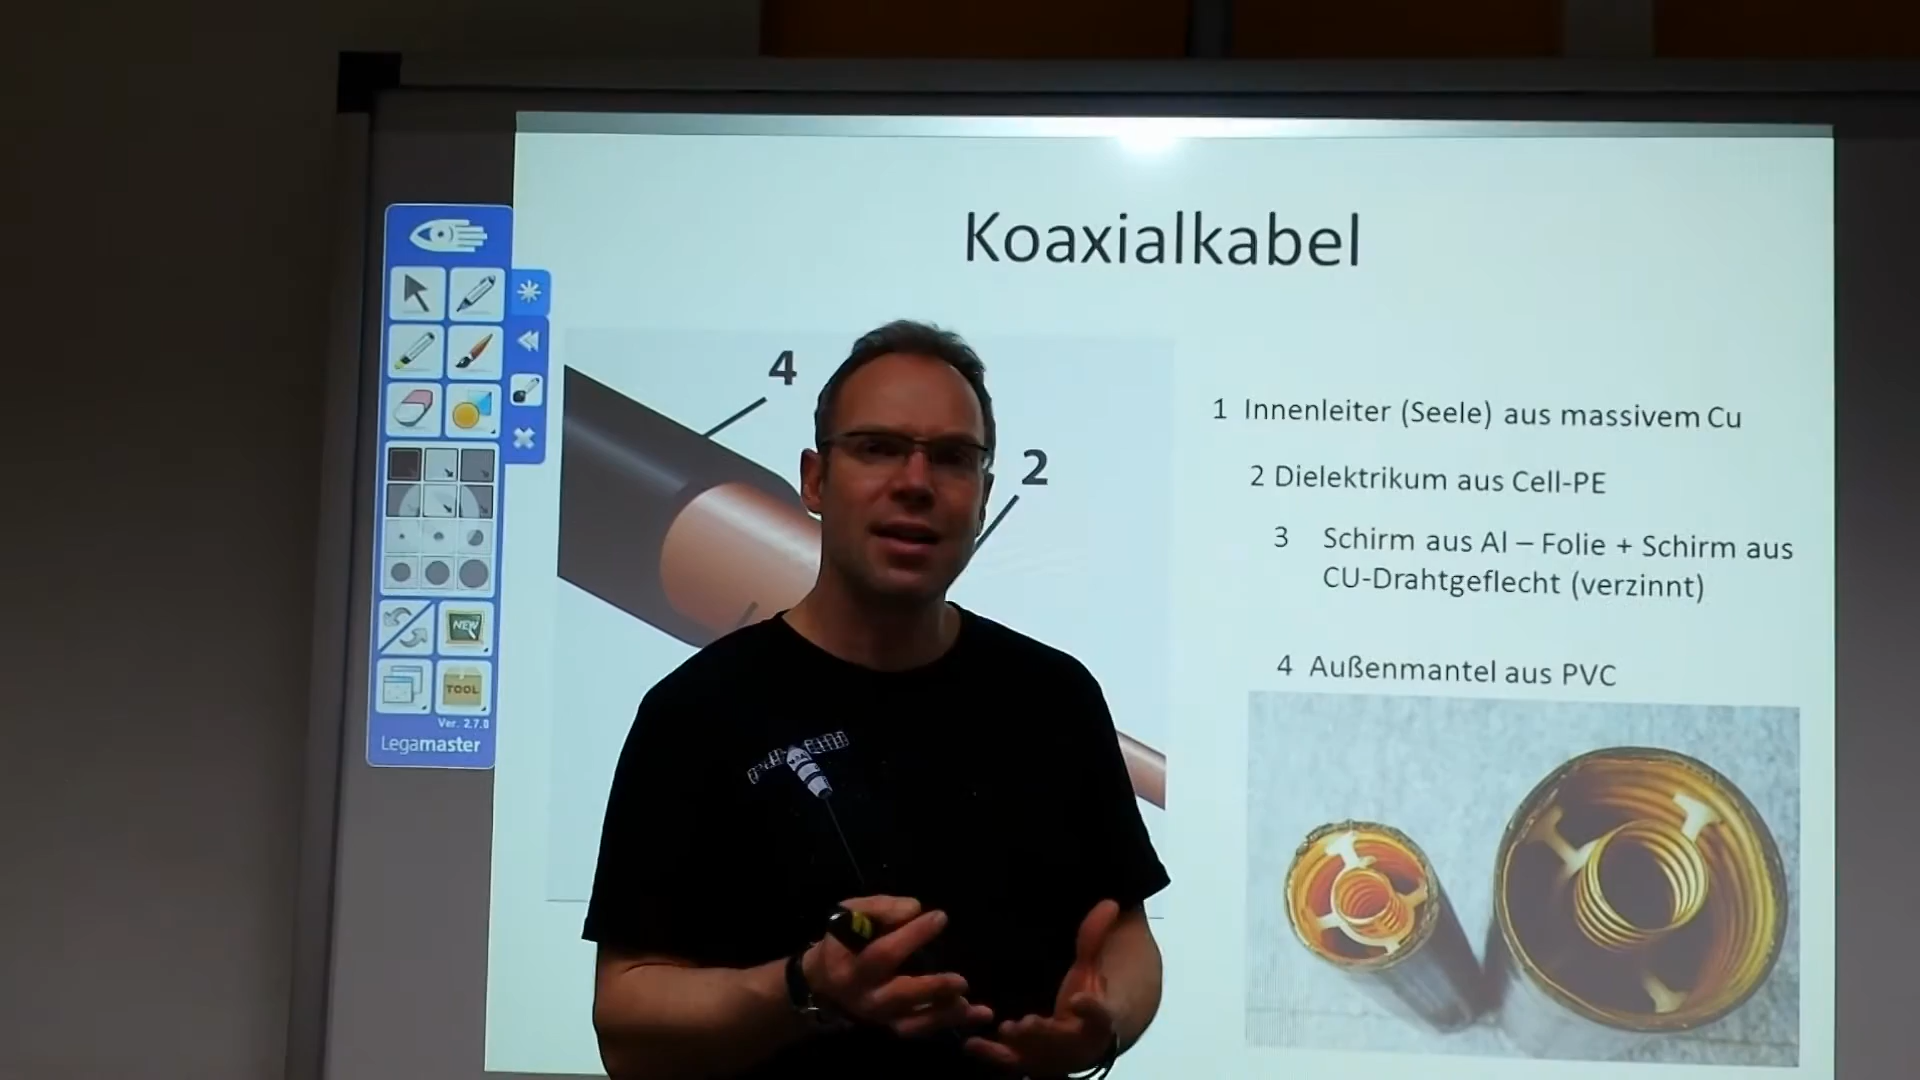 Koaxialkabel
4
2
1 Innenleiter (Seele) aus massivem Cu
2 Dielektrikum aus Cell-PE
3 Schirm aus Al – Folie + Schirm aus
CU-Drahtgeflecht (verzinnt)
4 Außenmantel aus PVC
NEW
TOOL
Ver. 2.7.0
Legamaster